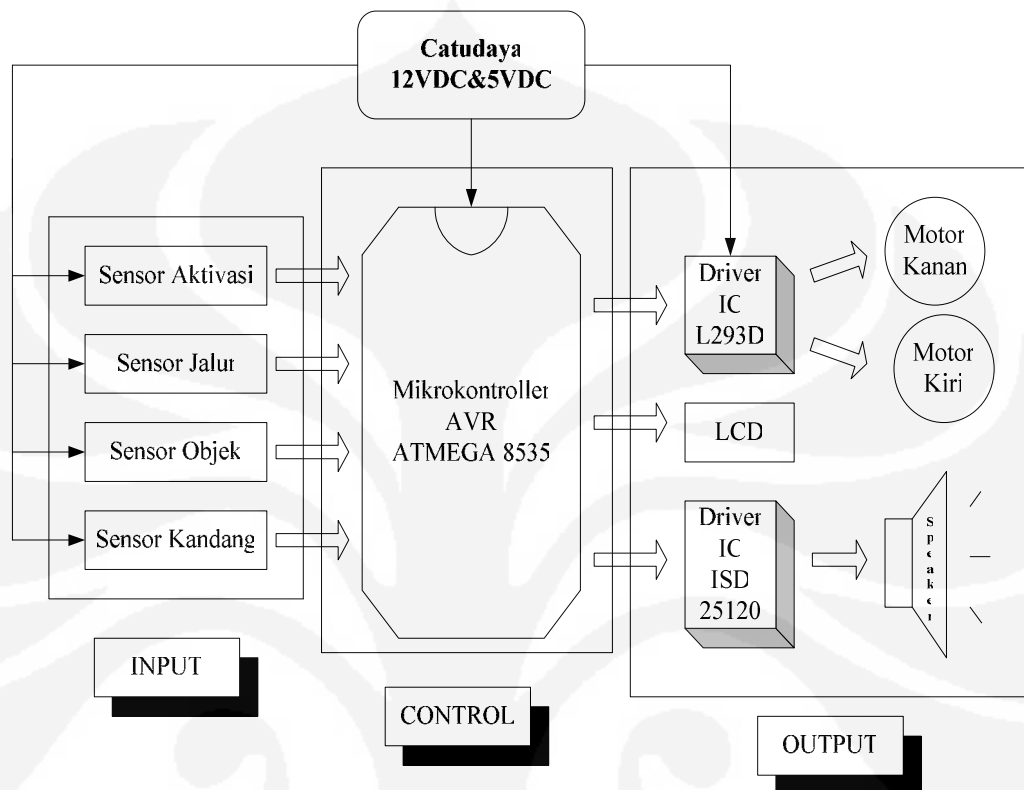 Catudaya
12VDC&5VDC
Sensor Aktivasi
Sensor Jalur
Sensor Objek
Sensor Kandang
INPUT
Mikrokontroller
AVR
ATMEGA 8535
CONTROL
Driver
IC
L293D
Motor
Kanan
Motor
Kiri
LCD
Driver
IC
ISD
25120
Speaker
OUTPUT